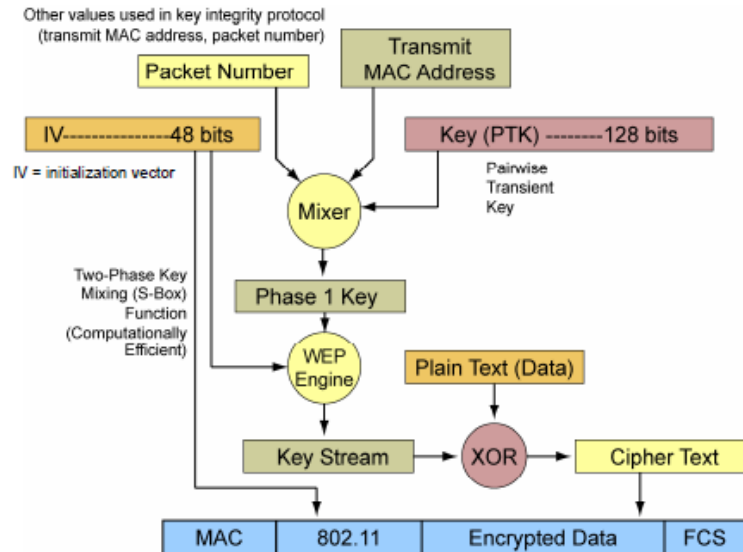 Other values used in key integrity protocol
(transmit MAC address, packet number)
Packet Number
Transmit
MAC Address
IV---------------48 bits
Key (PTK) --------128 bits
IV = initialization vector
Pairwise
Transient
Key
Mixer
Two-Phase Key
Mixing (S-Box)
Function
(Computationally
Efficient)
Phase 1 Key
WEP
Engine
Plain Text (Data)
Key Stream
XOR
Cipher Text
MAC
802.11
Encrypted Data
FCS